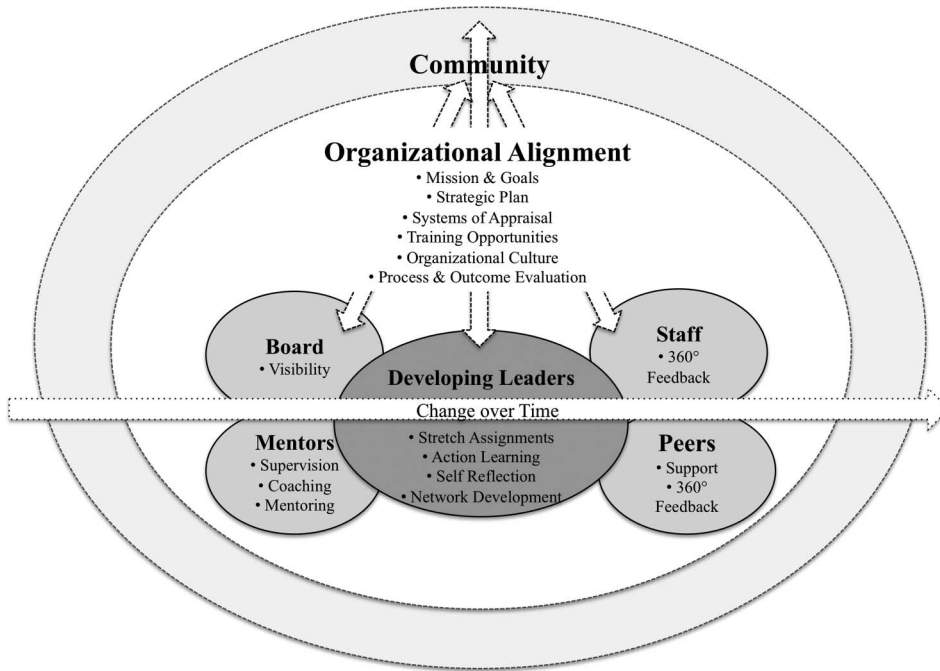 Community
Organizational Alignment
• Mission & Goals
• Strategic Plan
• Systems of Appraisal
• Training Opportunities
• Organizational Culture
• Process & Outcome Evaluation
Board
• Visibility
Developing Leaders
Staff
• 360°
Feedback
Change over Time
Mentors
• Supervision
• Coaching
• Mentoring
• Stretch Assignments
• Action Learning
• Self Reflection
• Network Development
Peers
• Support
• 360°
Feedback